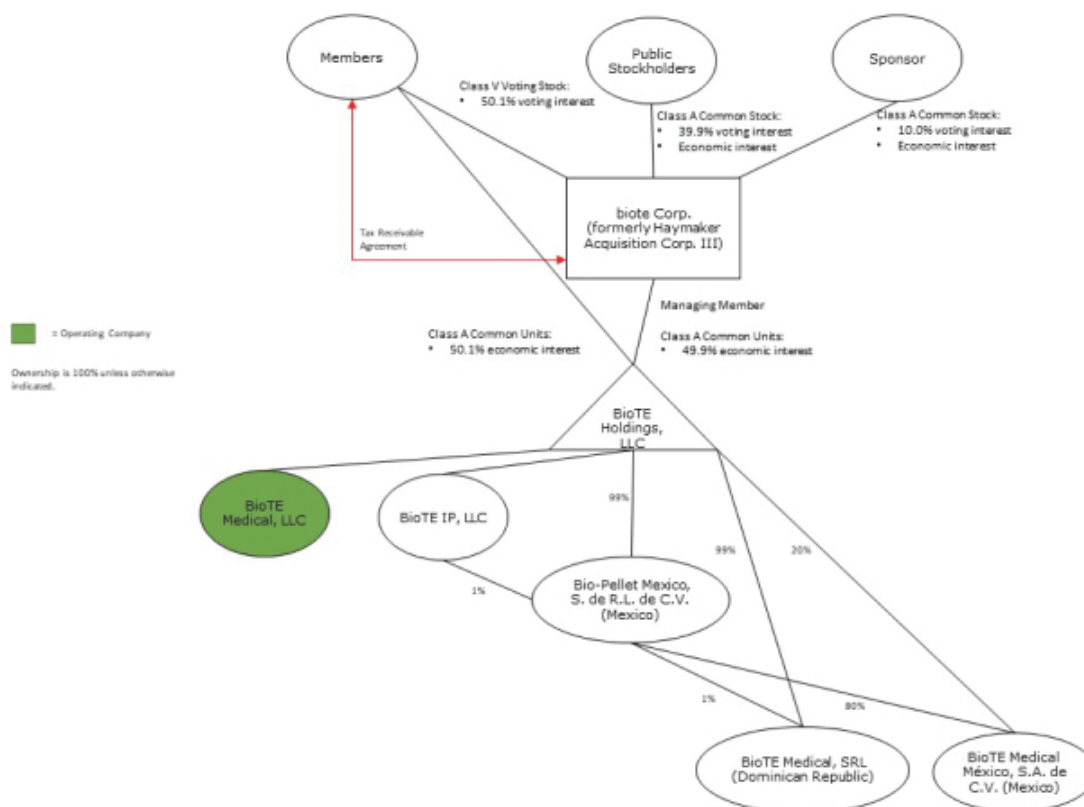 Members
Public
Stockholders
Sponsor
Class V Voting Stock:
• 50.1% voting interest
Class A Common Stock:
• 39.9% voting interest
• Economic interest
Class A Common Stock:
• 10.0% voting interest
• Economic interest
biote Corp.
(formerly Haymaker
Acquisition Corp. III)
Tax Receivable
Agreement
Managing Member
= Operating Company
Class A Common Units:
• 50.1% economic interest
Class A Common Units:
• 49.9% economic interest
Ownership is 100% unless otherwise
indicated.
BioTE
Holdings,
LLC
BioTE
Medical, LLC
BioTE IP, LLC
99%
99%
20%
1%
Bio-Pellet Mexico,
S. de R.L. de C.V.
(Mexico)
1%
80%
BioTE Medical, SRL
(Dominican Republic)
BioTE Medical
México, S.A. de
C.V. (Mexico)